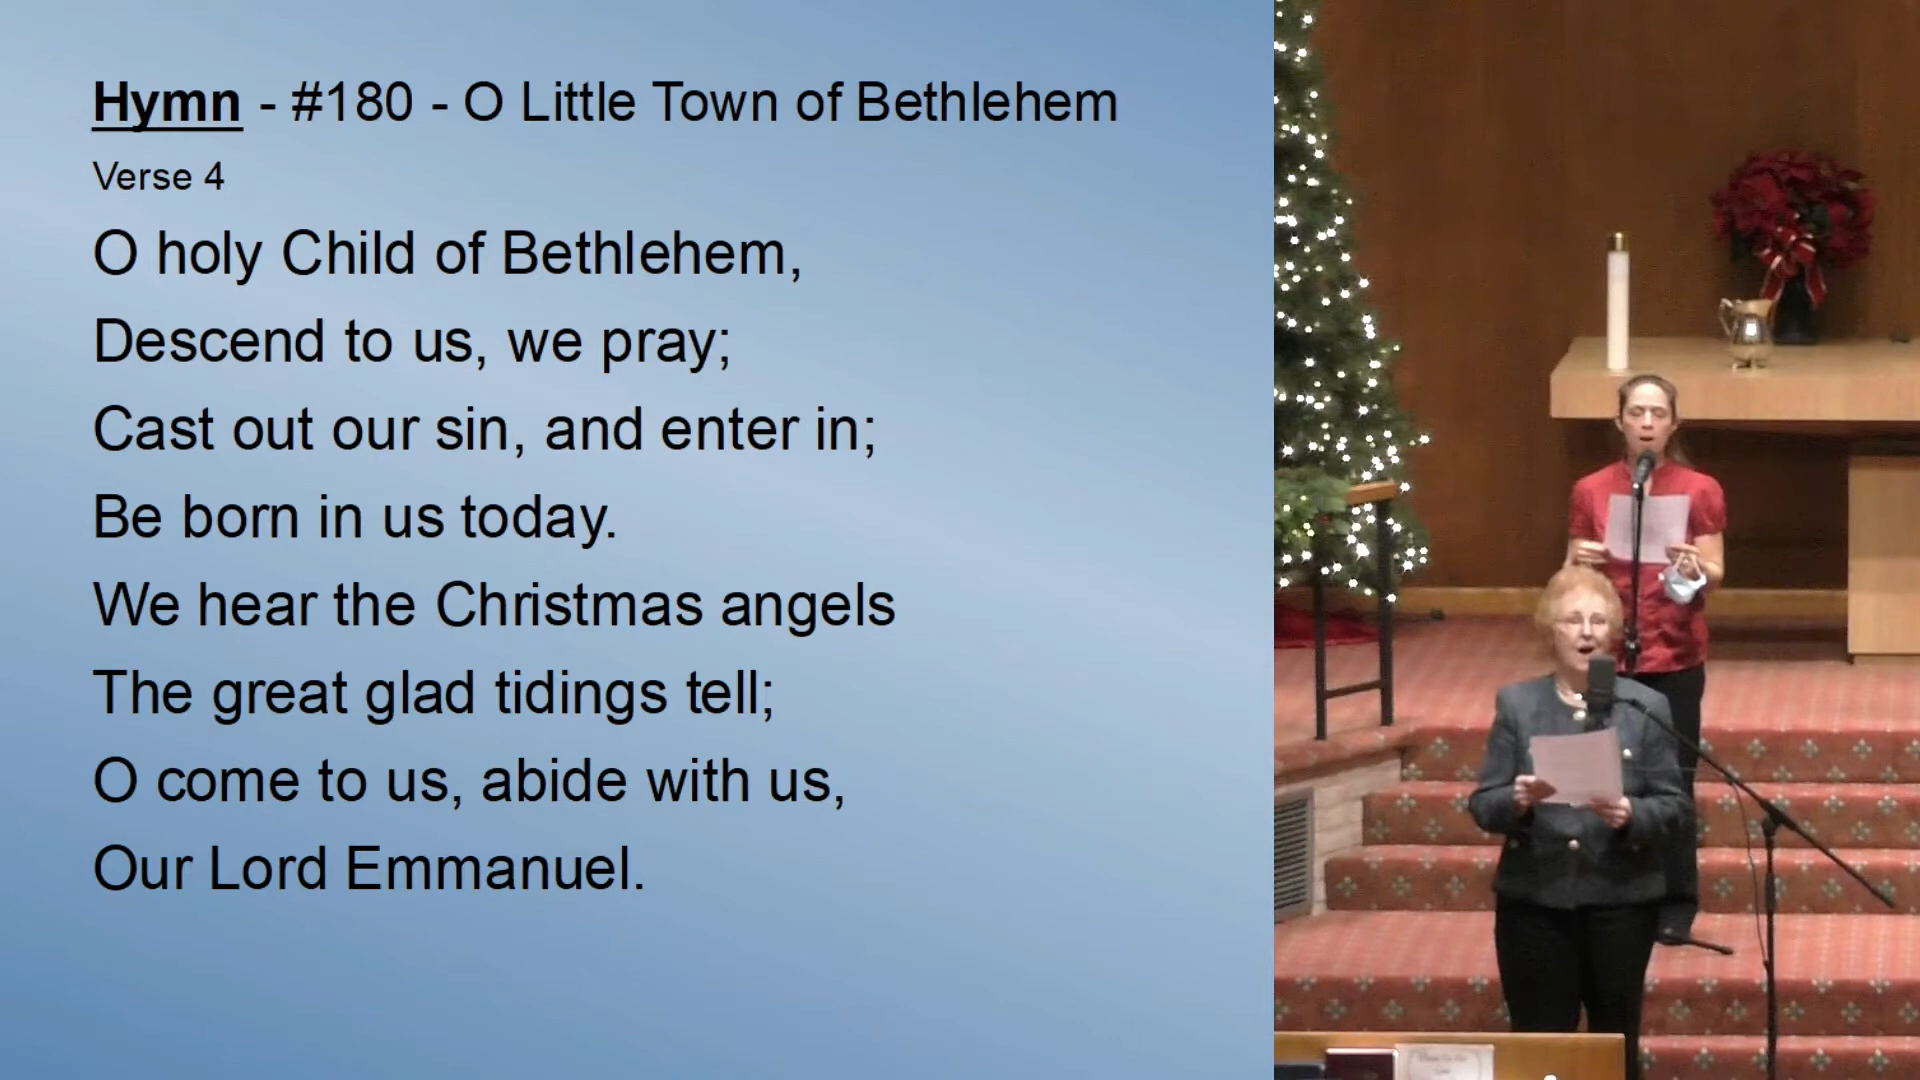 Hymn - #180 - O Little Town of Bethlehem
Verse 4
O holy Child of Bethlehem,
Descend to us, we pray;
Cast out our sin, and enter in;
Be born in us today.
We hear the Christmas angels
The great glad tidings tell;
O come to us, abide with us,
Our Lord Emmanuel.